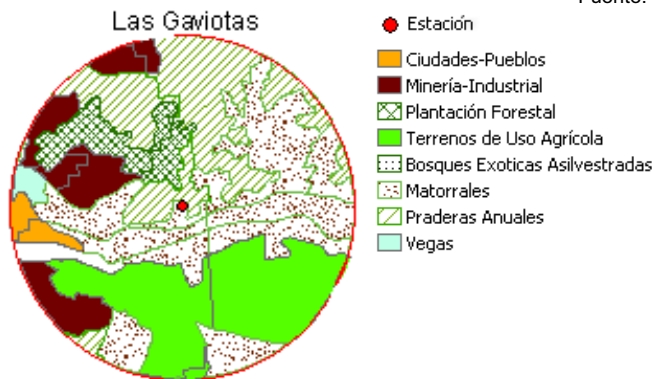 Fuente:
Las Gaviotas
Estación
Ciudades-Pueblos
Minería-Industrial
Plantación Forestal
Terrenos de Uso Agrícola
Bosques Exoticas Asilvestradas
Matorrales
Praderas Anuales
Vegas